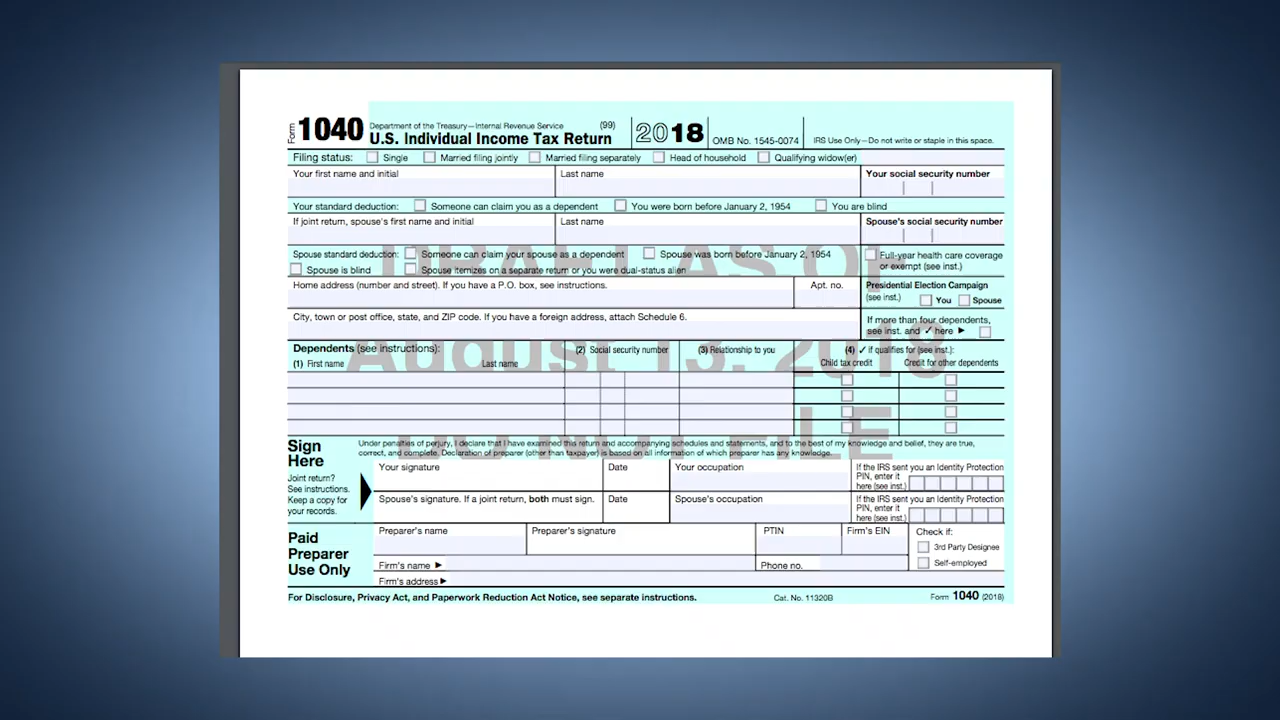 Form 1040 Department of the Treasury—Internal Revenue Service (99)
U.S. Individual Income Tax Return 2018 OMB No. 1545-0074 IRS Use Only—Do not write or staple in this space.
Filing status: Single Married filing jointly Married filing separately Head of household Qualifying widow(er)
Your first name and initial Last name Your social security number
Your standard deduction: Someone can claim you as a dependent You were born before January 2, 1954 You are blind
If joint return, spouse's first name and initial Last name Spouse's social security number
DRAFT AS OF
Spouse standard deduction: Someone can claim your spouse as a dependent Spouse was born before January 2, 1954 Full-year health care coverage
Spouse is blind Spouse itemizes on a separate return or you were dual-status alien or exempt (see inst.)
Home address (number and street). If you have a P.O. box, see instructions. Apt. no. Presidential Election Campaign
(see inst.) You Spouse
City, town or post office, state, and ZIP code. If you have a foreign address, attach Schedule 6. If more than four dependents,
see inst. and ✓ here ►
August 13, 2018
Dependents (see instructions): (2) Social security number (3) Relationship to you (4) ✓ if qualifies for (see inst.):
(1) First name Last name Child tax credit Credit for other dependents
DO NOT FILE
Sign
Here
Under penalties of perjury, I declare that I have examined this return and accompanying schedules and statements, and to the best of my knowledge and belief, they are true,
correct, and complete. Declaration of preparer (other than taxpayer) is based on all information of which preparer has any knowledge.
Joint return?
See instructions.
Keep a copy for
your records.
Your signature Date Your occupation If the IRS sent you an Identity Protection
PIN, enter it
here (see inst.)
Spouse's signature. If a joint return, both must sign. Date Spouse's occupation If the IRS sent you an Identity Protection
PIN, enter it
here (see inst.)
Paid
Preparer
Use Only
Preparer's name Preparer's signature PTIN Firm's EIN Check if:
3rd Party Designee
Firm's name ► Phone no. Self-employed
Firm's address ►
For Disclosure, Privacy Act, and Paperwork Reduction Act Notice, see separate instructions. Cat. No. 11320B Form 1040 (2018)